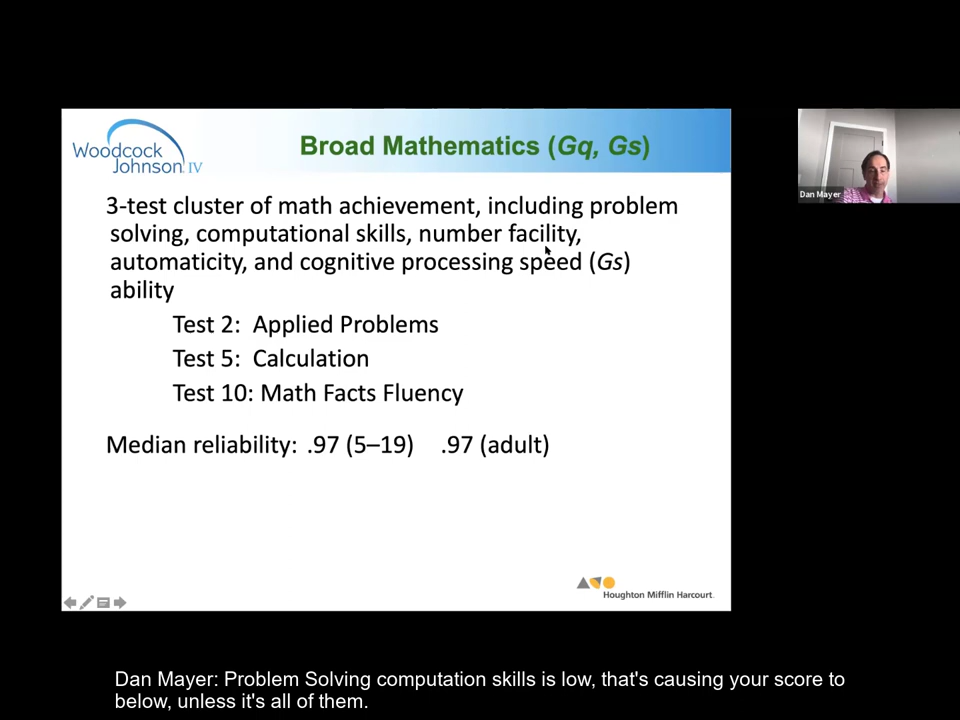 Woodcock
Johnson IV
Broad Mathematics (Gq, Gs)
3-test cluster of math achievement, including problem
solving, computational skills, number facility,
automaticity, and cognitive processing speed (Gs)
ability
Test 2: Applied Problems
Test 5: Calculation
Test 10: Math Facts Fluency
Median reliability: .97 (5–19) .97 (adult)
Houghton Mifflin Harcourt.
Dan Mayer
Dan Mayer: Problem Solving computation skills is low, that's causing your score to
below, unless it's all of them.